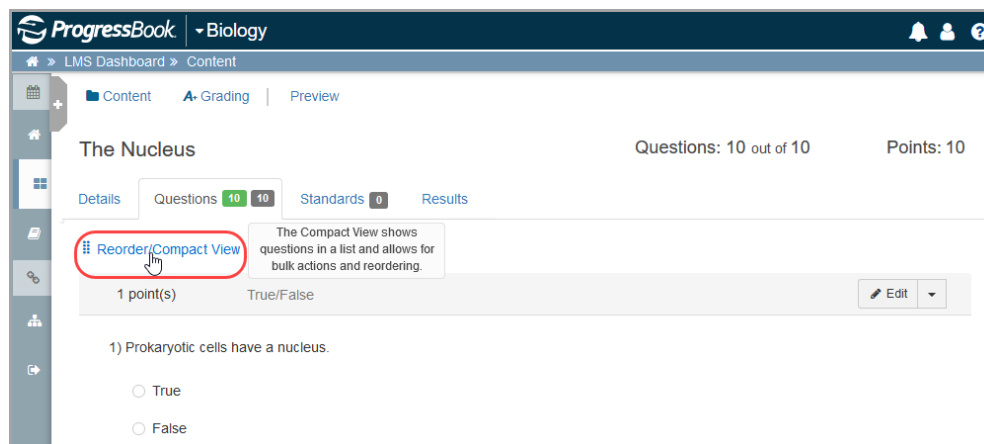 ProgressBook Biology
» LMS Dashboard » Content
Content A+ Grading Preview
The Nucleus Questions: 10 out of 10 Points: 10
Details Questions 10 10 Standards 0 Results
Reorder/Compact View
The Compact View shows
questions in a list and allows for
bulk actions and reordering.
1 point(s) True/False Edit
1) Prokaryotic cells have a nucleus.
True
False